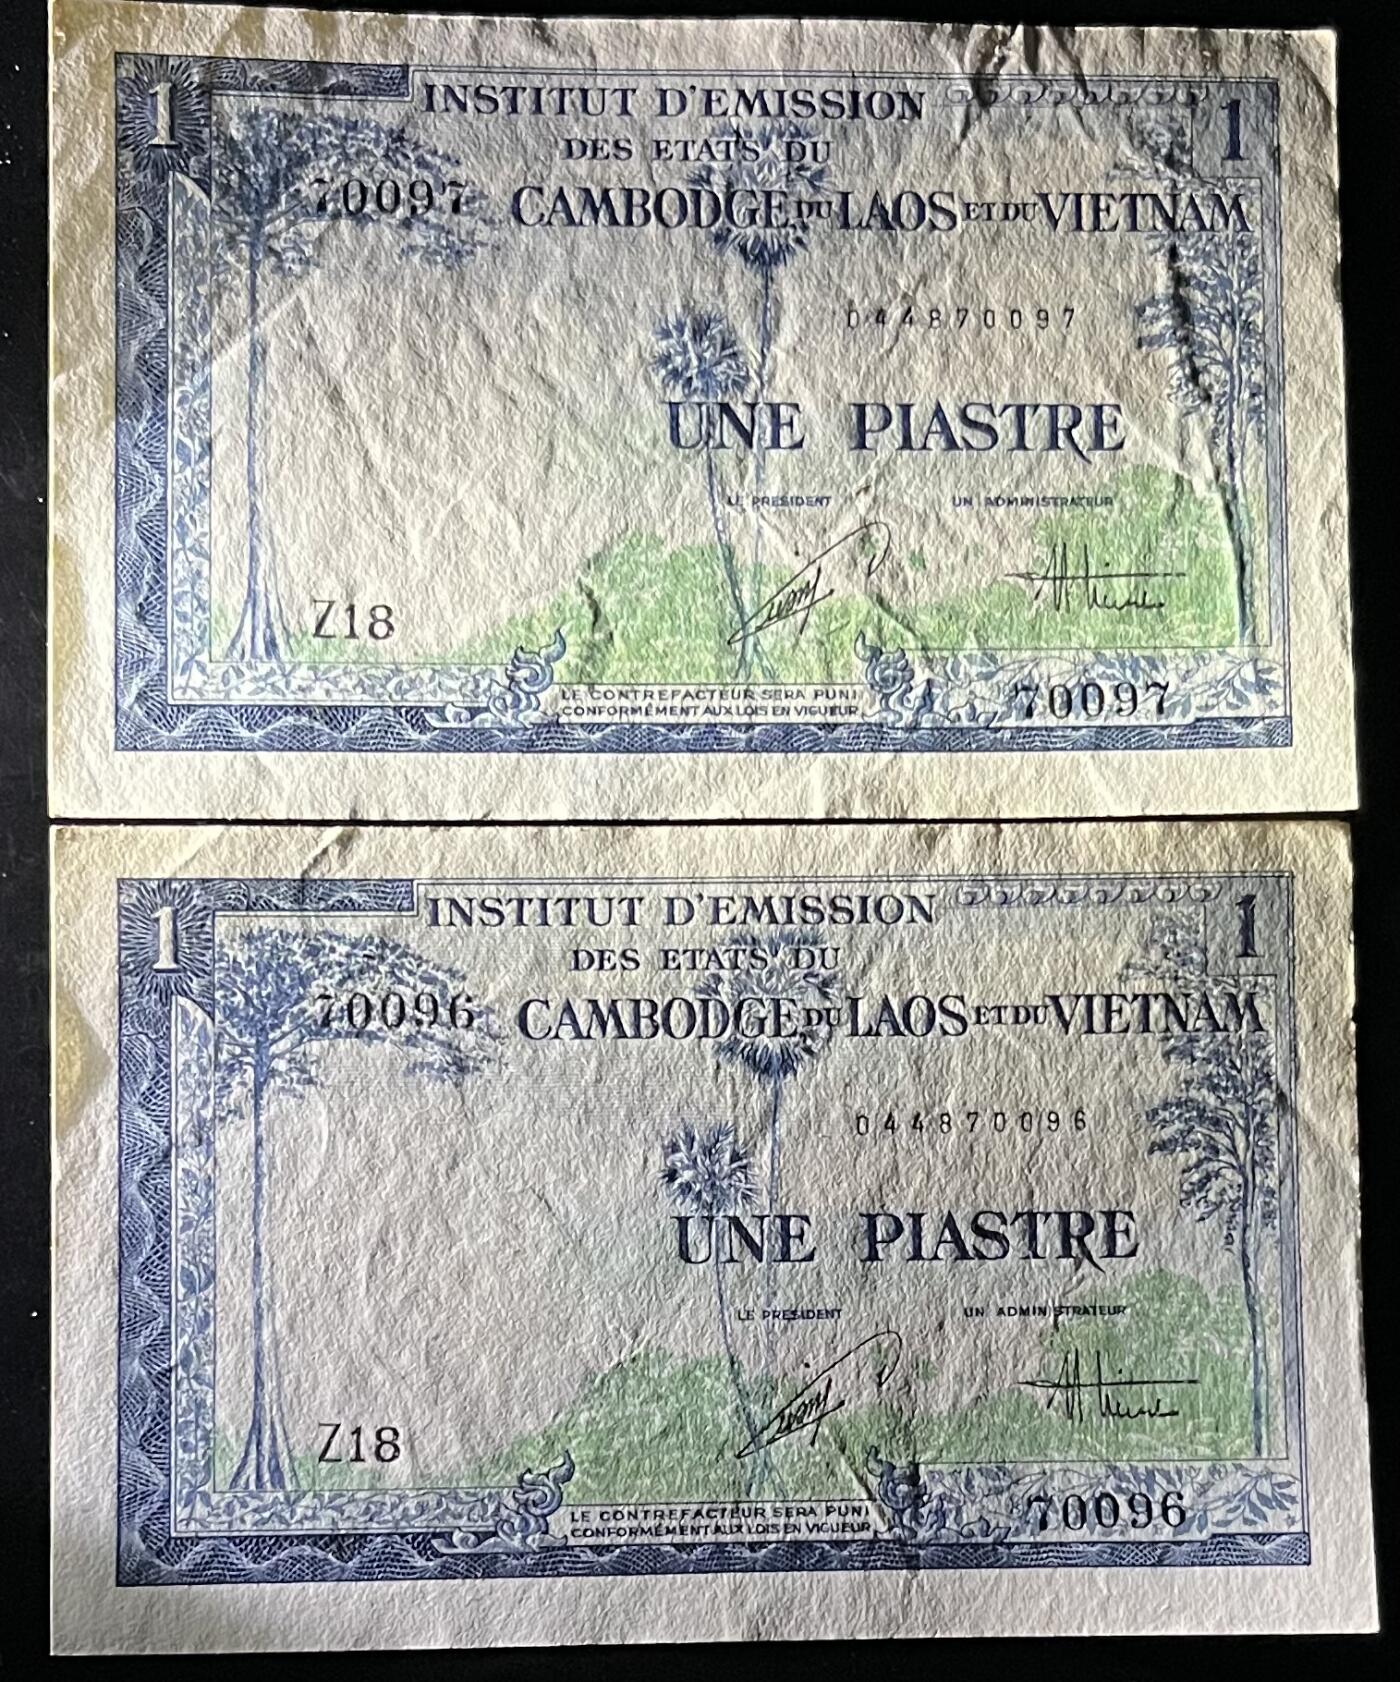 1 INSTITUT D'EMISSION 1
DES ETATS DU
70097 CAMBODGE DU LAOS ET DU VIETNAM
044870097
UNE PIASTRE
LE PRESIDENT UN ADMINISTRATEUR
Z18
LE CONTREFACTEUR SERA PUNI
CONFORMÉMENT AUX LOIS EN VIGUEUR
70097
1 INSTITUT D'EMISSION 1
DES ETATS DU
70096 CAMBODGE DU LAOS ET DU VIETNAM
044870096
UNE PIASTRE
LE PRESIDENT UN ADMINISTRATEUR
Z18
LE CONTREFACTEUR SERA PUNI
CONFORMÉMENT AUX LOIS EN VIGUEUR
70096